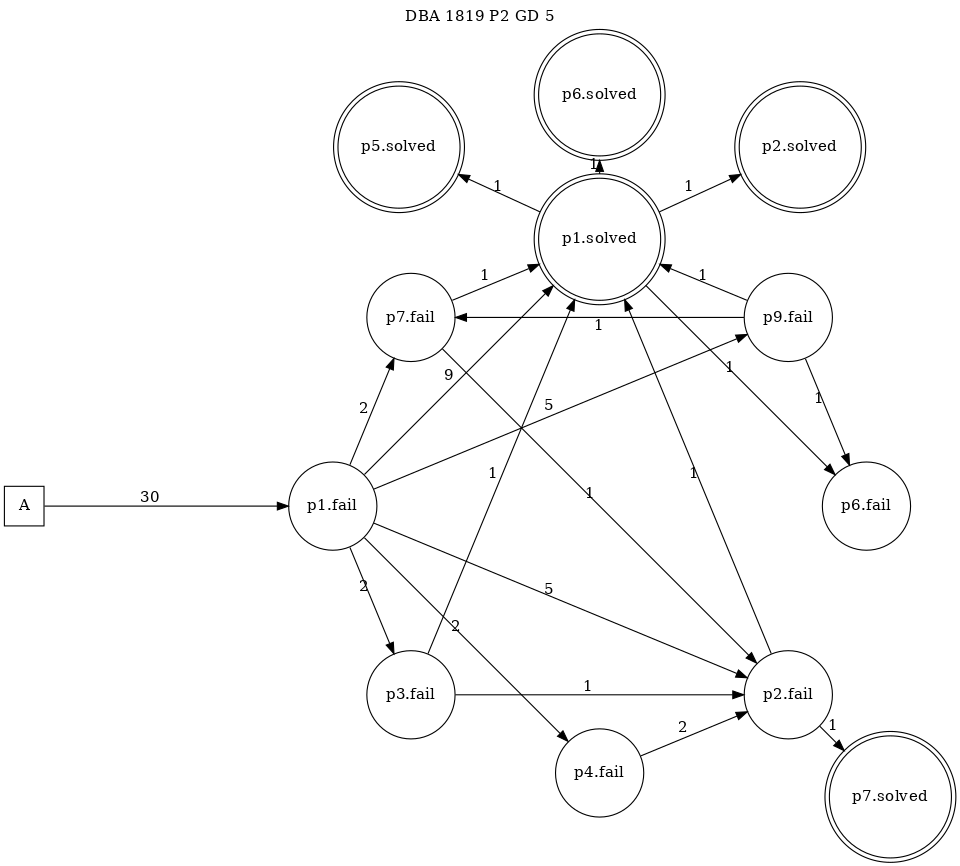 DBA 1819 P2 GD 5
p6.solved
p5.solved
p2.solved
1
1
1
p1.solved
1
1
p7.fail
p9.fail
1
1
9
1
5
2
1
1
1
30
A
p1.fail
p6.fail
2
5
2
1
p3.fail
p2.fail
2
1
p4.fail
p7.solved